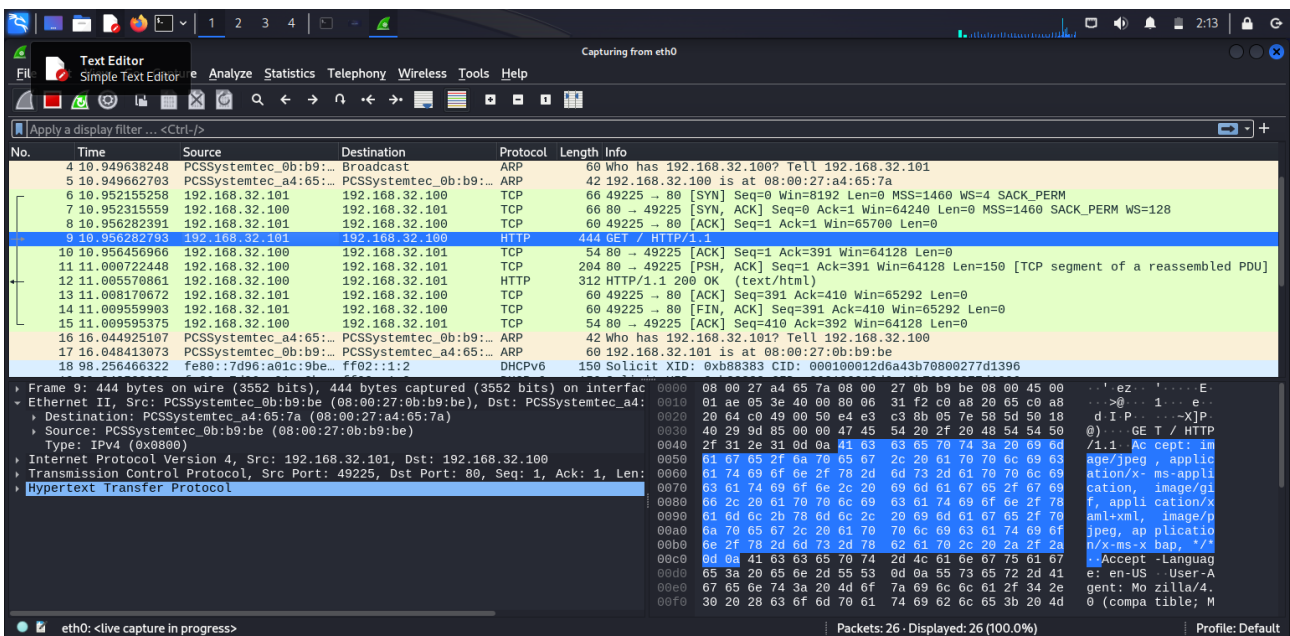 1 2 3 4 2:13
Capturing from eth0
Text Editor
Simple Text Editor
File Capture Analyze Statistics Telephony Wireless Tools Help
Apply a display filter … <Ctrl-/>
No. Time Source Destination Protocol Length Info
4 10.949638248 PCSSystemtec_0b:b9:… Broadcast ARP 60 Who has 192.168.32.100? Tell 192.168.32.101
5 10.949662703 PCSSystemtec_a4:65:… PCSSystemtec_0b:b9:… ARP 42 192.168.32.100 is at 08:00:27:a4:65:7a
6 10.952155258 192.168.32.101 192.168.32.100 TCP 66 49225 → 80 [SYN] Seq=0 Win=8192 Len=0 MSS=1460 WS=4 SACK_PERM
7 10.952315559 192.168.32.100 192.168.32.101 TCP 66 80 → 49225 [SYN, ACK] Seq=0 Ack=1 Win=64240 Len=0 MSS=1460 SACK_PERM WS=128
8 10.956282391 192.168.32.101 192.168.32.100 TCP 60 49225 → 80 [ACK] Seq=1 Ack=1 Win=65700 Len=0
9 10.956282793 192.168.32.101 192.168.32.100 HTTP 444 GET / HTTP/1.1
10 10.956456966 192.168.32.100 192.168.32.101 TCP 54 80 → 49225 [ACK] Seq=1 Ack=391 Win=64128 Len=0
11 11.000722448 192.168.32.100 192.168.32.101 TCP 204 80 → 49225 [PSH, ACK] Seq=1 Ack=391 Win=64128 Len=150 [TCP segment of a reassembled PDU]
12 11.005570861 192.168.32.100 192.168.32.101 HTTP 312 HTTP/1.1 200 OK (text/html)
13 11.008170672 192.168.32.101 192.168.32.100 TCP 60 49225 → 80 [ACK] Seq=391 Ack=410 Win=65292 Len=0
14 11.009559903 192.168.32.101 192.168.32.100 TCP 60 49225 → 80 [FIN, ACK] Seq=391 Ack=410 Win=65292 Len=0
15 11.009595375 192.168.32.100 192.168.32.101 TCP 54 80 → 49225 [ACK] Seq=410 Ack=392 Win=64128 Len=0
16 16.044925107 PCSSystemtec_a4:65:… PCSSystemtec_0b:b9:… ARP 42 Who has 192.168.32.101? Tell 192.168.32.100
17 16.048413073 PCSSystemtec_0b:b9:… PCSSystemtec_a4:65:… ARP 60 192.168.32.101 is at 08:00:27:0b:b9:be
18 98.256466322 fe80::7d96:a01c:9be… ff02::1:2 DHCPv6 150 Solicit XID: 0xb88383 CID: 000100012d6a43b70800277d1396
Frame 9: 444 bytes on wire (3552 bits), 444 bytes captured (3552 bits) on interfac
Ethernet II, Src: PCSSystemtec_0b:b9:be (08:00:27:0b:b9:be), Dst: PCSSystemtec_a4:
Destination: PCSSystemtec_a4:65:7a (08:00:27:a4:65:7a)
Source: PCSSystemtec_0b:b9:be (08:00:27:0b:b9:be)
Type: IPv4 (0x0800)
Internet Protocol Version 4, Src: 192.168.32.101, Dst: 192.168.32.100
Transmission Control Protocol, Src Port: 49225, Dst Port: 80, Seq: 1, Ack: 1, Len:
Hypertext Transfer Protocol
0000 08 00 27 a4 65 7a 08 00 27 0b b9 be 08 00 45 00 ··'·ez·· '·····E·
0010 01 ae 05 3e 40 00 80 06 31 f2 c0 a8 20 65 c0 a8 ···>@··· 1··· e··
0020 20 64 c0 49 00 50 e4 e3 c3 8b 05 7e 58 5d 50 18 d·I·P·· ···~X]P·
0030 40 29 9d 85 00 00 47 45 54 20 2f 20 48 54 54 50 @)····GE T / HTTP
0040 2f 31 2e 31 0d 0a 41 63 63 65 70 74 3a 20 69 6d /1.1··Ac cept: im
0050 61 67 65 2f 6a 70 65 67 2c 20 61 70 70 6c 69 63 age/jpeg , applic
0060 61 74 69 6f 6e 2f 78 2d 6d 73 2d 61 70 70 6c 69 ation/x- ms-appli
0070 63 61 74 69 6f 6e 2c 20 69 6d 61 67 65 2f 67 69 cation,  image/gi
0080 66 2c 20 61 70 70 6c 69 63 61 74 69 6f 6e 2f 78 f, appli cation/x
0090 61 6d 6c 2b 78 6d 6c 2c 20 69 6d 61 67 65 2f 70 aml+xml,  image/p
00a0 6a 70 65 67 2c 20 61 70 70 6c 69 63 61 74 69 6f jpeg, ap plicatio
00b0 6e 2f 78 2d 6d 73 2d 78 62 61 70 2c 20 2a 2f 2a n/x-ms-x bap, */*
00c0 0d 0a 41 63 63 65 70 74 2d 4c 61 6e 67 75 61 67 ··Accept -Languag
00d0 65 3a 20 65 6e 2d 55 53 0d 0a 55 73 65 72 2d 41 e: en-US ··User-A
00e0 67 65 6e 74 3a 20 4d 6f 7a 69 6c 6c 61 2f 34 2e gent: Mo zilla/4.
00f0 30 20 28 63 6f 6d 70 61 74 69 62 6c 65 3b 20 4d 0 (compa tible; M
eth0: <live capture in progress> Packets: 26 · Displayed: 26 (100.0%) Profile: Default